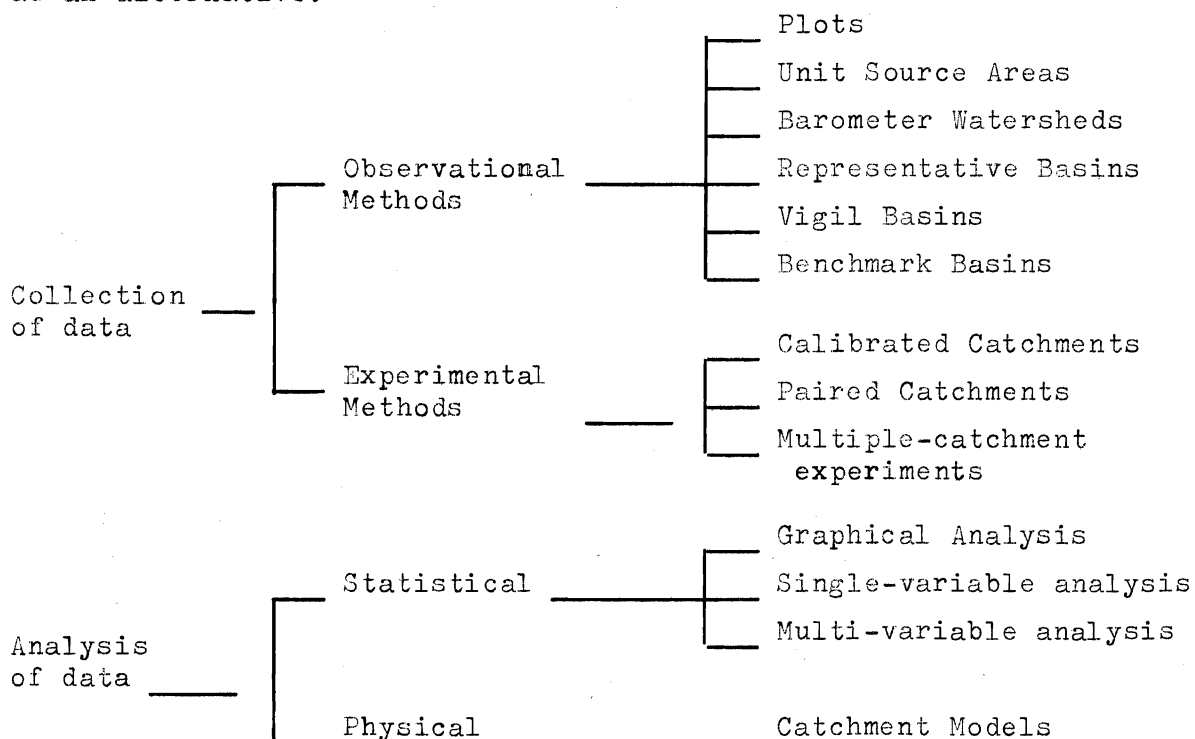 Plots
Unit Source Areas
Barometer Watersheds
Observational
Methods
Representative Basins
Vigil Basins
Benchmark Basins
Collection
of data
Experimental
Methods
Calibrated Catchments
Paired Catchments
Multiple-catchment
experiments
Statistical
Graphical Analysis
Single-variable analysis
Multi-variable analysis
Analysis
of data
Physical
Catchment Models